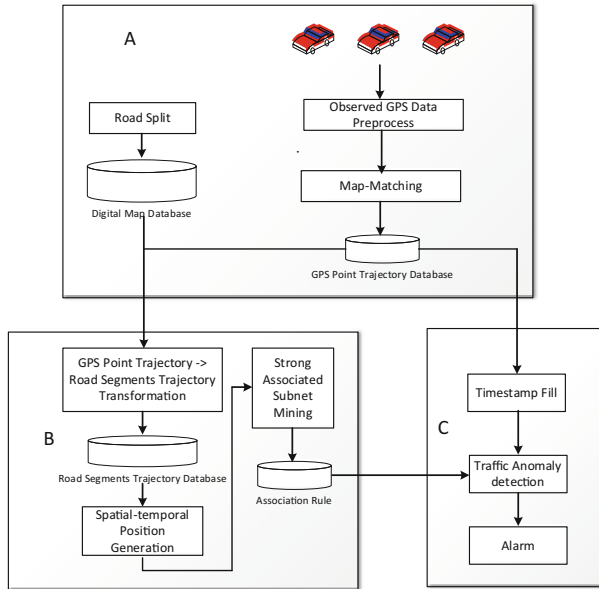 A
Road Split
Digital Map Database
Observed GPS Data
Preprocess
Map-Matching
GPS Point Trajectory Database
B
GPS Point Trajectory ->
Road Segments Trajectory
Transformation
Road Segments Trajectory Database
Spatial-temporal
Position
Generation
Strong
Associated
Subnet
Mining
Association Rule
C
Timestamp Fill
Traffic Anomaly
detection
Alarm